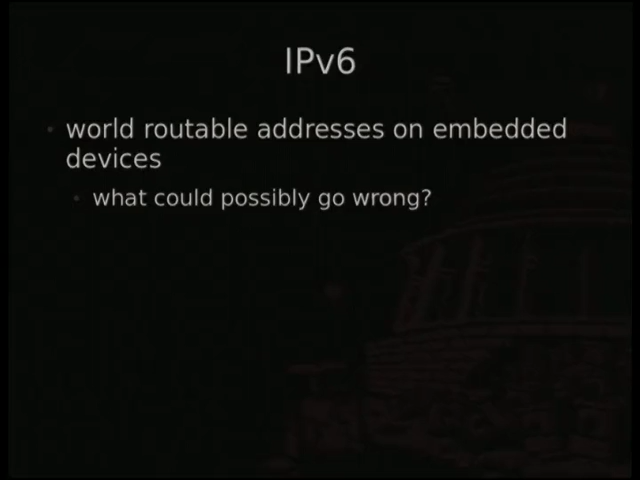 IPv6
world routable addresses on embedded
devices
what could possibly go wrong?